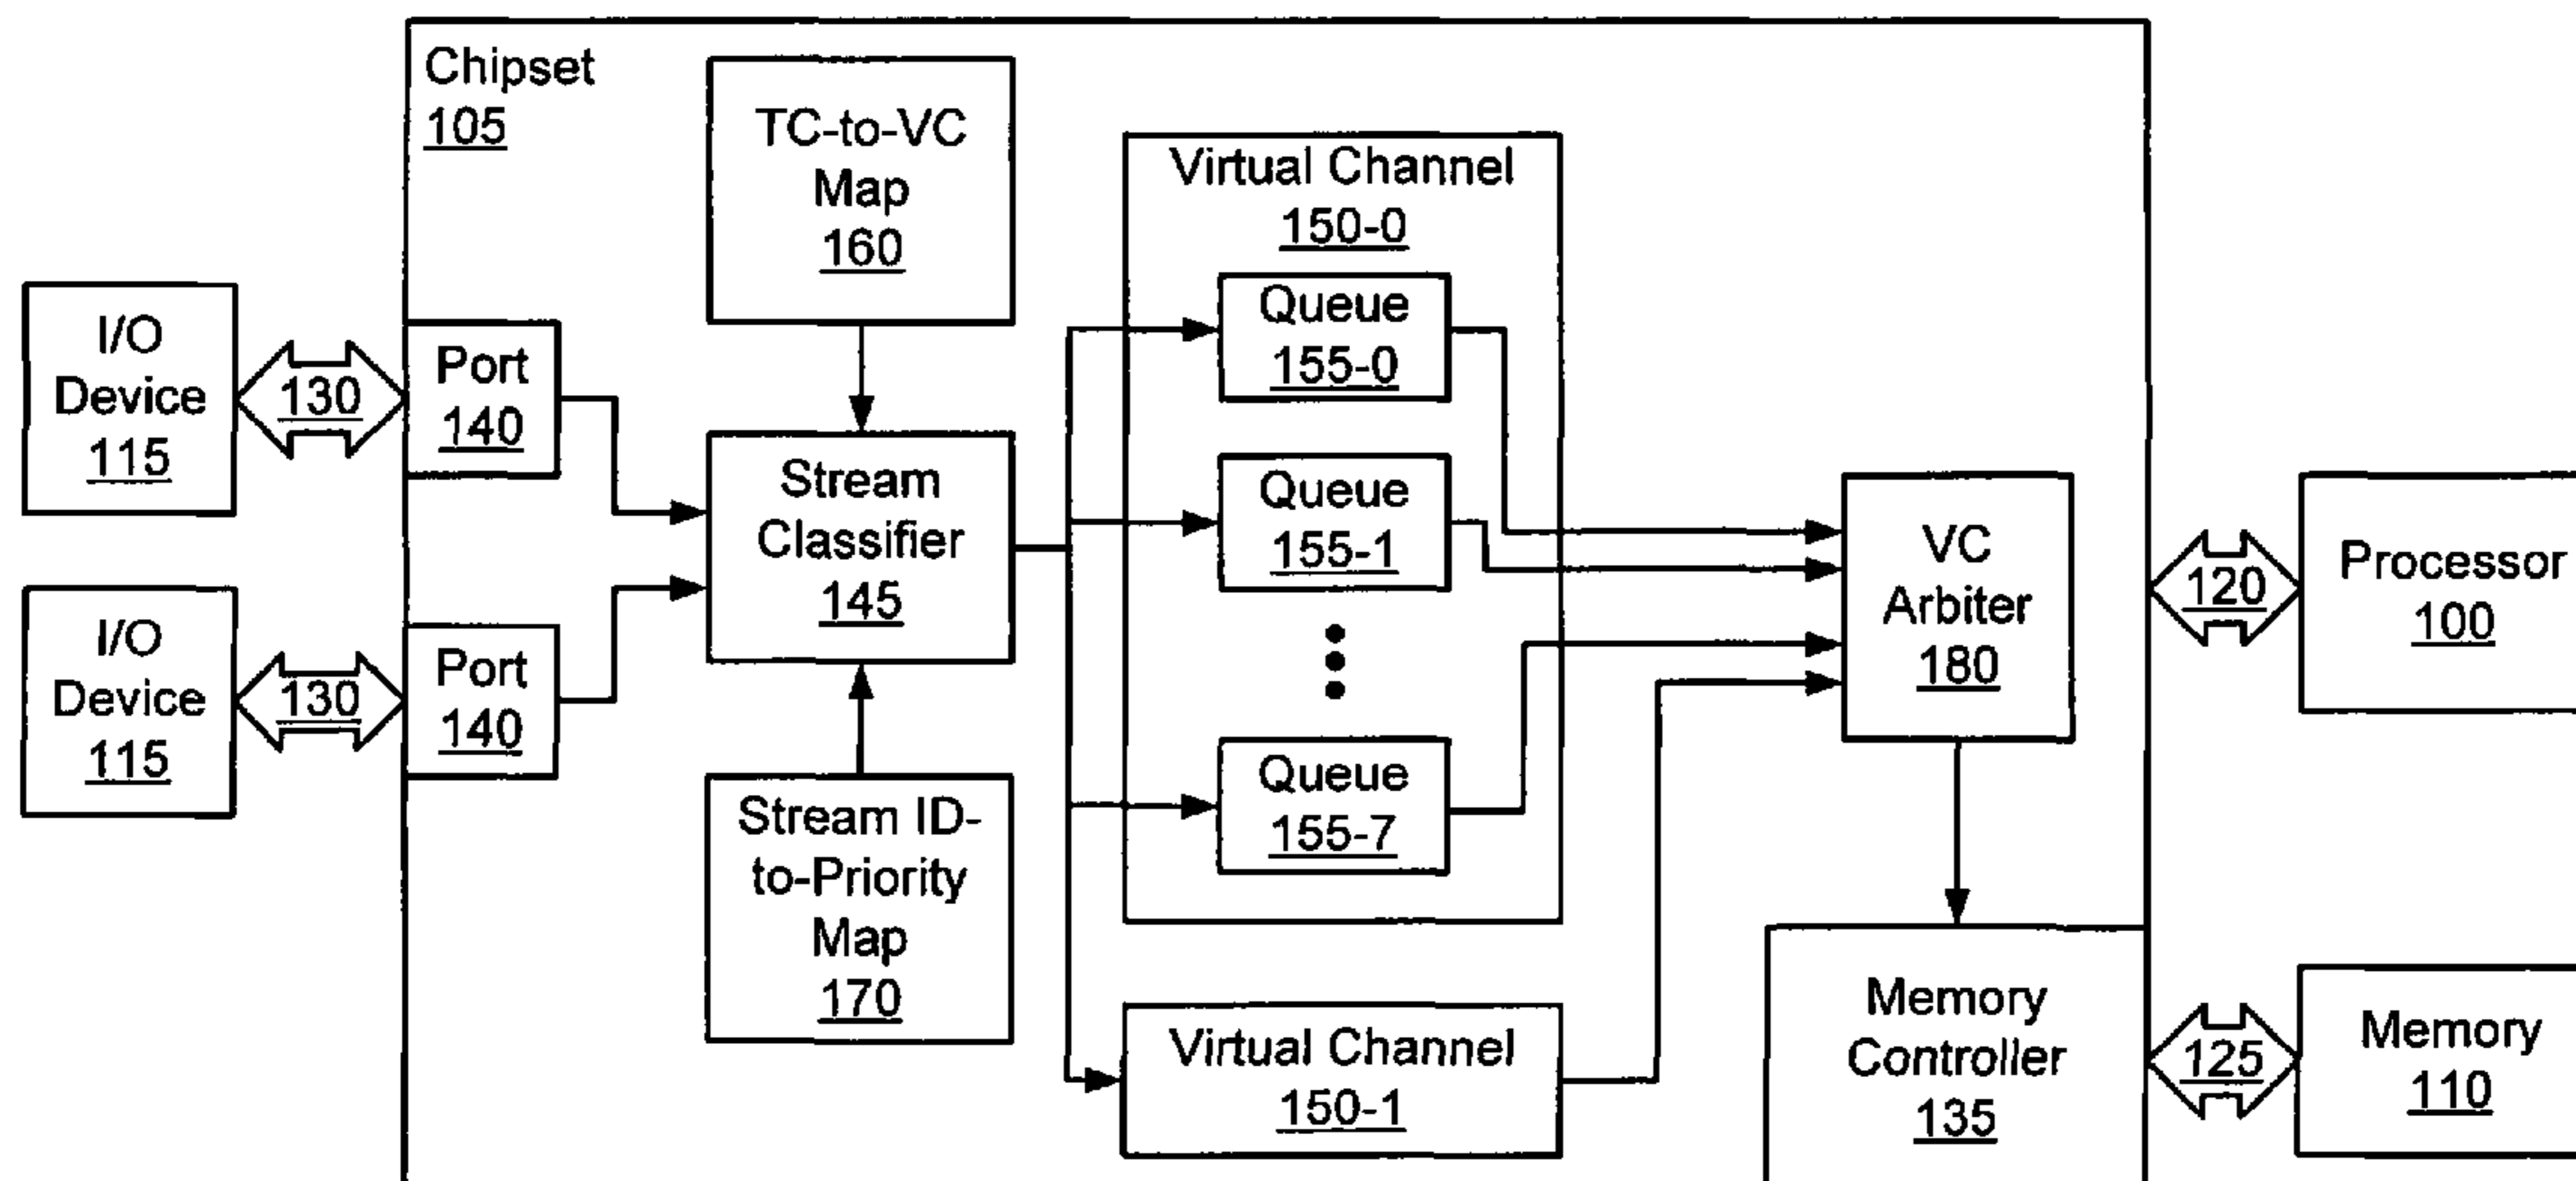 Chipset
105
TC-to-VC
Map
160
Virtual Channel
150-0
Queue
155-0
Queue
155-1
Queue
155-7
Virtual Channel
150-1
I/O
Device
115
130
Port
140
I/O
Device
115
130
Port
140
Stream
Classifier
145
Stream ID-
to-Priority
Map
170
VC
Arbiter
180
Memory
Controller
135
120
Processor
100
125
Memory
110